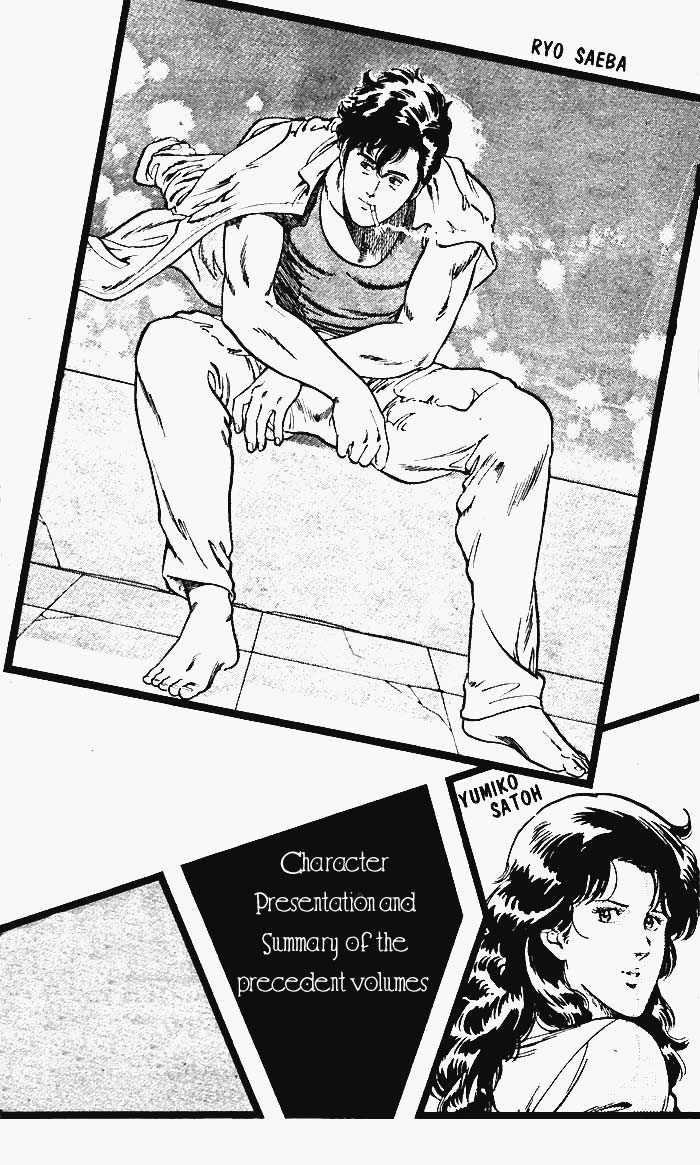 RYO SAEBA
YUMIKO
SATOH
Character
Presentation and
Summary of the
precedent volumes